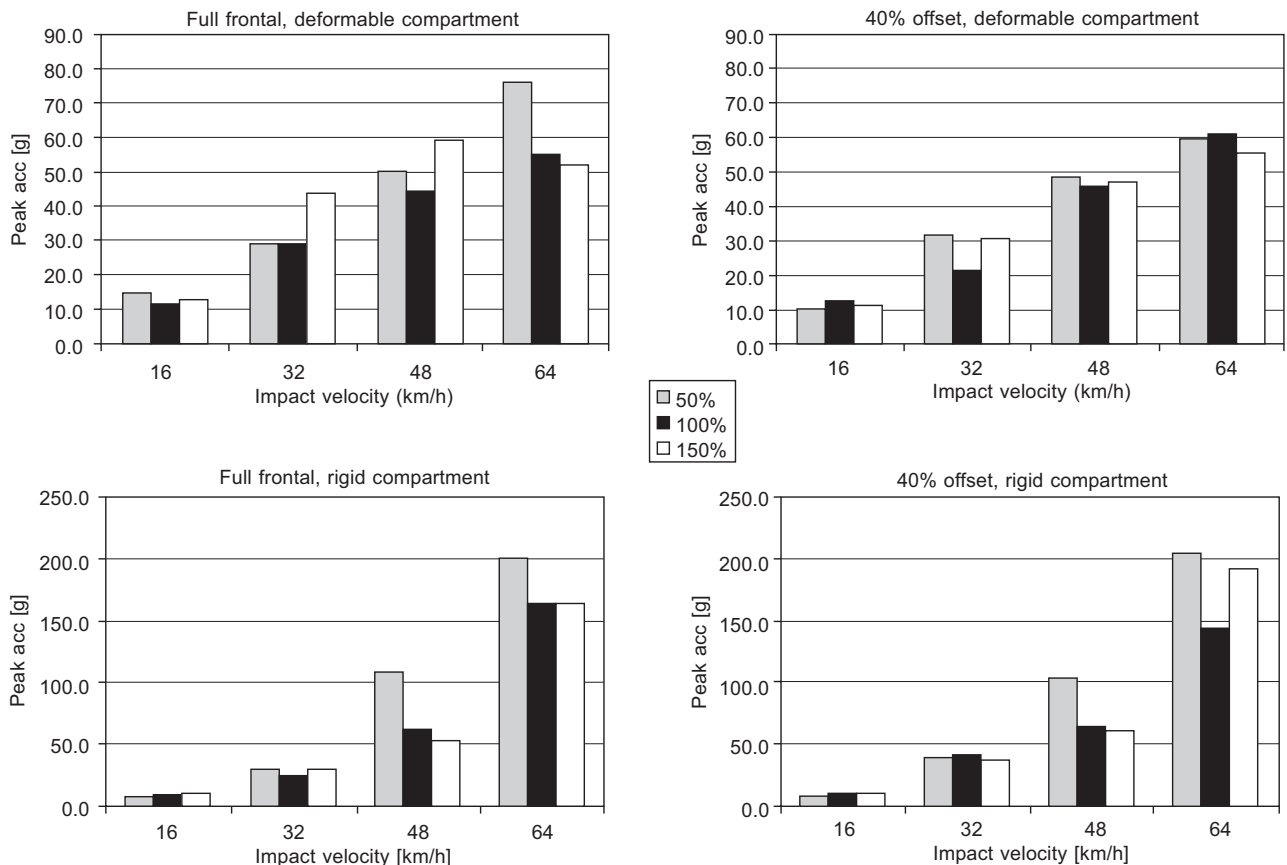 Full frontal, deformable compartment
90.0
80.0
70.0
60.0
50.0
40.0
30.0
20.0
10.0
0.0
Peak acc [g]
16 32 48 64
Impact velocity (km/h)
40% offset, deformable compartment
90.0
80.0
70.0
60.0
50.0
40.0
30.0
20.0
10.0
0.0
Peak acc [g]
16 32 48 64
Impact velocity (km/h)
50%
100%
150%
Full frontal, rigid compartment
250.0
200.0
150.0
100.0
50.0
0.0
Peak acc [g]
16 32 48 64
Impact velocity [km/h]
40% offset, rigid compartment
250.0
200.0
150.0
100.0
50.0
0.0
Peak acc [g]
16 32 48 64
Impact velocity [km/h]